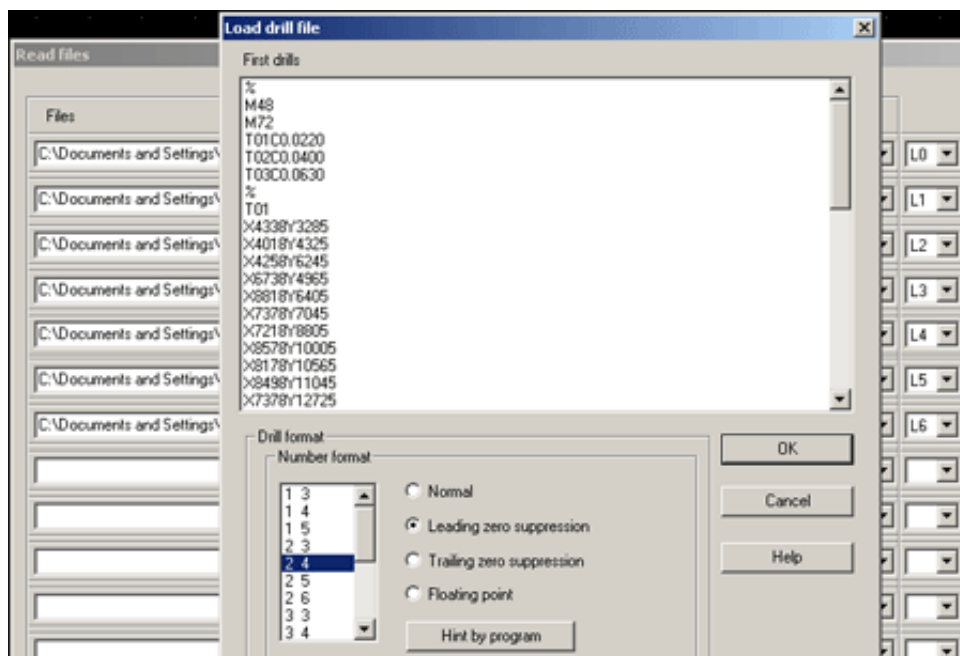 Load drill file
Read files
First drills
%
M48
M72
T01C0.0220
T02C0.0400
T03C0.0630
%
T01
X4338Y3285
X4018Y4325
X4258Y6245
X6738Y4965
X8818Y6405
X7378Y7045
X7218Y8805
X8578Y10005
X8178Y10565
X8498Y11045
X7378Y12725
Files
C:\Documents and Settings\
L0
C:\Documents and Settings\
L1
C:\Documents and Settings\
L2
C:\Documents and Settings\
L3
C:\Documents and Settings\
L4
C:\Documents and Settings\
L5
C:\Documents and Settings\
L6
Drill format
Number format
1 3
1 4
1 5
2 3
2 4
2 5
2 6
3 3
3 4
Normal
Leading zero suppression
Trailing zero suppression
Floating point
Hint by program
OK
Cancel
Help